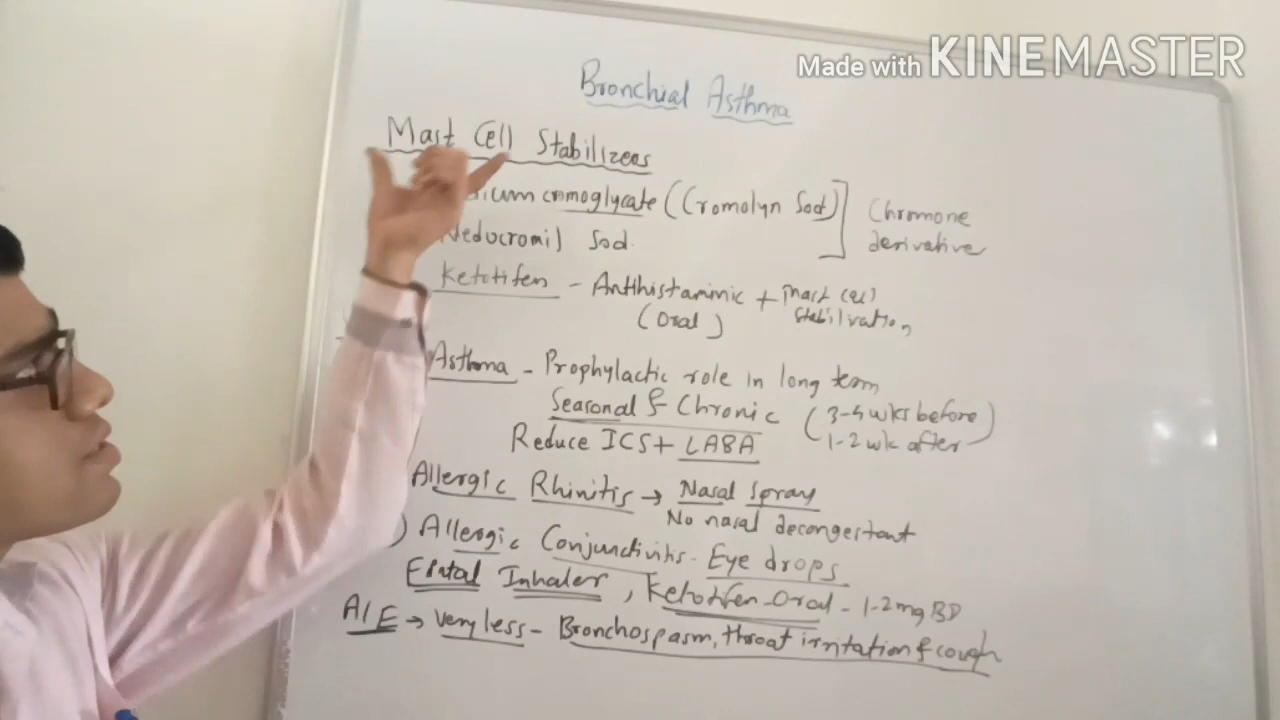 Made with KINEMASTER
Bronchial Asthma
Mast Cell Stabilizers
ium cromoglycate (Cromolyn Sod)
Nedocromil Sod.
] Chromone derivative
Ketotifen - Antihistaminic + Mast cell stabilization
(Oral)
Asthma - Prophylactic role in long term
Seasonal & Chronic (3-4 wks before
1-2 wk after)
Reduce ICS + LABA
Allergic Rhinitis → Nasal Spray
No nasal decongestant
) Allergic Conjunctivitis - Eye drops
Inhaler, Ketotifen - Oral - 1-2 mg BD
A/E → Very less - Bronchospasm, throat irritation & cough